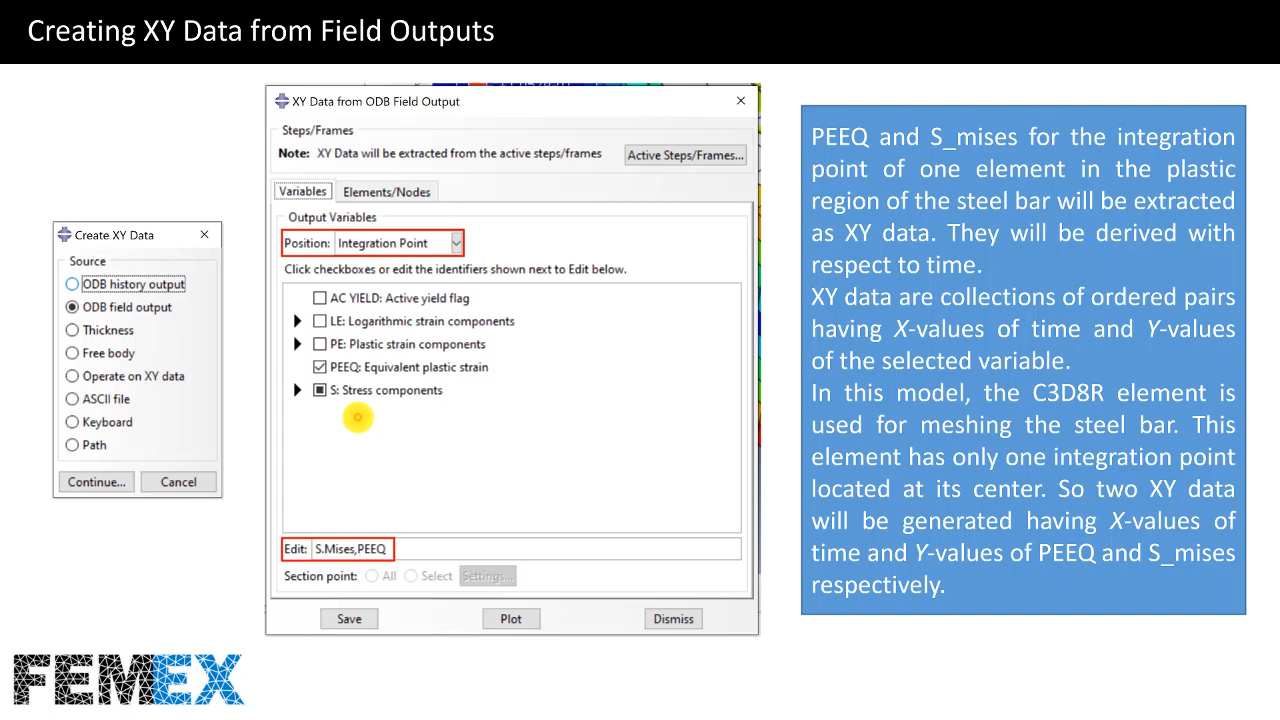 Creating XY Data from Field Outputs
Create XY Data
Source
ODB history output
ODB field output
Thickness
Free body
Operate on XY data
ASCII file
Keyboard
Path
Continue...
Cancel
XY Data from ODB Field Output
Steps/Frames
Note: XY Data will be extracted from the active steps/frames
Active Steps/Frames...
Variables
Elements/Nodes
Output Variables
Position: Integration Point
Click checkboxes or edit the identifiers shown next to Edit below.
AC YIELD: Active yield flag
LE: Logarithmic strain components
PE: Plastic strain components
PEEQ: Equivalent plastic strain
S: Stress components
Edit: S.Mises,PEEQ
Section point: All Select Settings...
Save
Plot
Dismiss
PEEQ and S_mises for the integration
point of one element in the plastic
region of the steel bar will be extracted
as XY data. They will be derived with
respect to time.
XY data are collections of ordered pairs
having X-values of time and Y-values
of the selected variable.
In this model, the C3D8R element is
used for meshing the steel bar. This
element has only one integration point
located at its center. So two XY data
will be generated having X-values of
time and Y-values of PEEQ and S_mises
respectively.
FEMEX